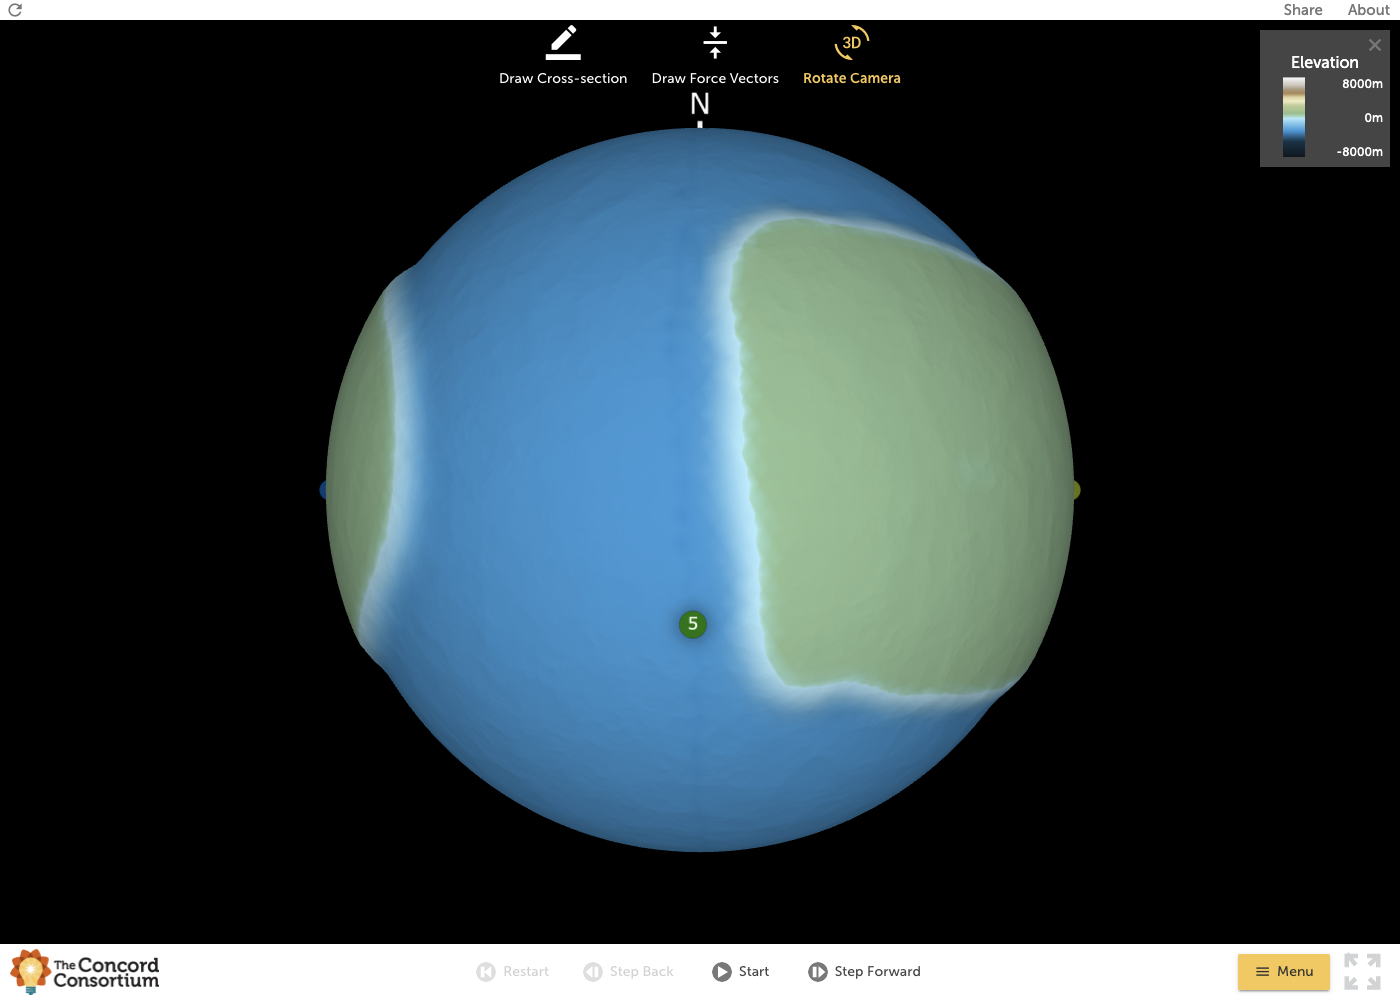 Share
About
Draw Cross-section
Draw Force Vectors
3D
Rotate Camera
N
Elevation
8000m
0m
-8000m
5
The Concord
Consortium
Restart
Step Back
Start
Step Forward
Menu